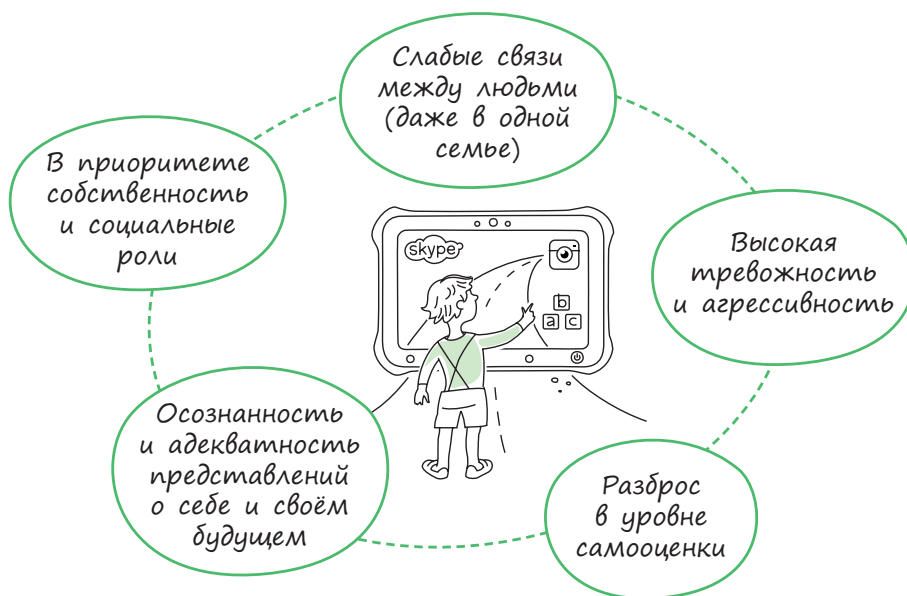 Слабые связи
между людьми
(даже в одной
семье)
В приоритете
собственность
и социальные
роли
Высокая
тревожность
и агрессивность
skype
b
a c
Осознанность
и адекватность
представлений
о себе и своём
будущем
Разброс
в уровне
самооценки